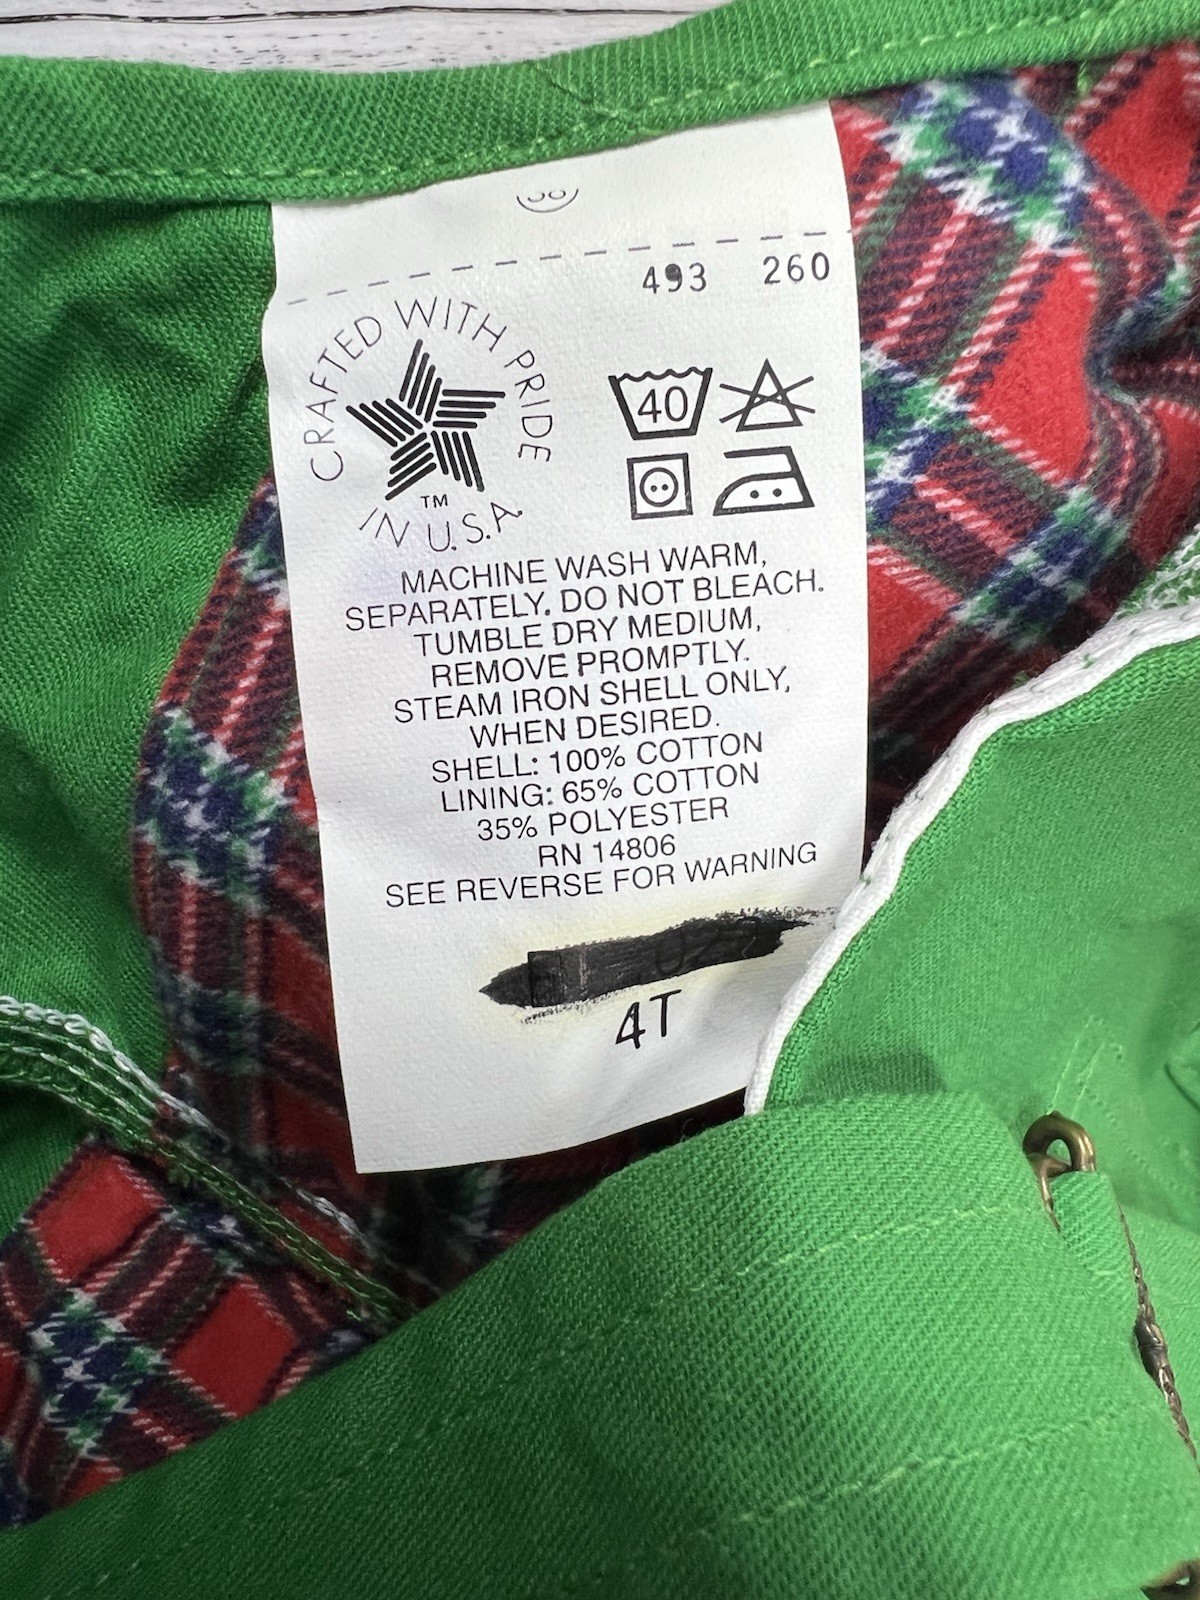 493 260
CRAFTED WITH PRIDE
TM
IN U.S.A.
40
MACHINE WASH WARM,
SEPARATELY. DO NOT BLEACH.
TUMBLE DRY MEDIUM,
REMOVE PROMPTLY.
STEAM IRON SHELL ONLY,
WHEN DESIRED.
SHELL: 100% COTTON
LINING: 65% COTTON
35% POLYESTER
RN 14806
SEE REVERSE FOR WARNING
4T